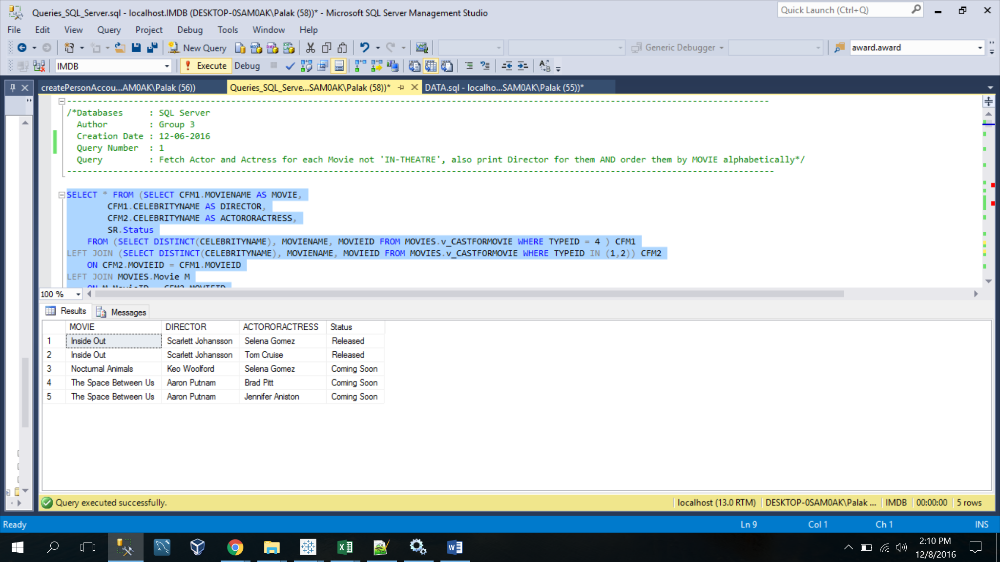 Queries_SQL_Server.sql - localhost.IMDB (DESKTOP-0SAM0AK\Palak (58))* - Microsoft SQL Server Management Studio
Quick Launch (Ctrl+Q)
File Edit View Query Project Debug Tools Window Help
New Query
Generic Debugger
award.award
IMDB
Execute
Debug
createPersonAccou...AM0AK\Palak (56))
Queries_SQL_Serve...SAM0AK\Palak (58))*
DATA.sql - localho...SAM0AK\Palak (55))*
/*Databases : SQL Server
Author : Group 3
Creation Date : 12-06-2016
Query Number : 1
Query : Fetch Actor and Actress for each Movie not 'IN-THEATRE', also print Director for them AND order them by MOVIE alphabetically*/
SELECT * FROM (SELECT CFM1.MOVIENAME AS MOVIE,
CFM1.CELEBRITYNAME AS DIRECTOR,
CFM2.CELEBRITYNAME AS ACTORORACTRESS,
SR.Status
FROM (SELECT DISTINCT(CELEBRITYNAME), MOVIENAME, MOVIEID FROM MOVIES.v_CASTFORMOVIE WHERE TYPEID = 4 ) CFM1
LEFT JOIN (SELECT DISTINCT(CELEBRITYNAME), MOVIENAME, MOVIEID FROM MOVIES.v_CASTFORMOVIE WHERE TYPEID IN (1,2)) CFM2
ON CFM2.MOVIEID = CFM1.MOVIEID
LEFT JOIN MOVIES.Movie M
100 %
Results Messages
MOVIE DIRECTOR ACTORORACTRESS Status
1 Inside Out Scarlett Johansson Selena Gomez Released
2 Inside Out Scarlett Johansson Tom Cruise Released
3 Nocturnal Animals Keo Woolford Selena Gomez Coming Soon
4 The Space Between Us Aaron Putnam Brad Pitt Coming Soon
5 The Space Between Us Aaron Putnam Jennifer Aniston Coming Soon
Query executed successfully.
localhost (13.0 RTM) DESKTOP-0SAM0AK\Palak ... IMDB 00:00:00 5 rows
Ready
Ln 9 Col 1 Ch 1 INS
2:10 PM
12/8/2016